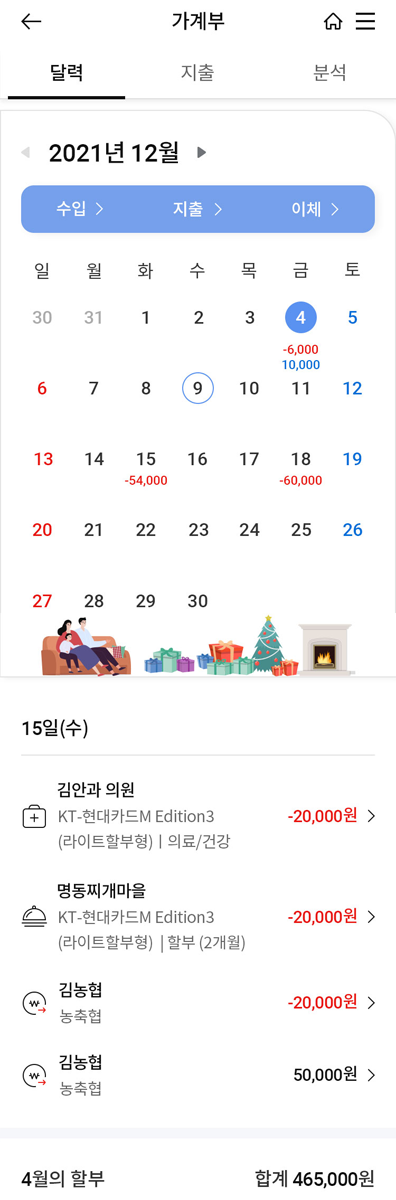 가계부
달력 지출 분석
2021년 12월
수입 지출 이체
일 월 화 수 목 금 토
30 31 1 2 3 4 5
-6,000
10,000
6 7 8 9 10 11 12
13 14 15 16 17 18 19
-54,000 -60,000
20 21 22 23 24 25 26
27 28 29 30
15일(수)
김안과 의원
KT-현대카드M Edition3 -20,000원
(라이트할부형) | 의료/건강
명동찌개마을
KT-현대카드M Edition3 -20,000원
(라이트할부형) | 할부 (2개월)
김농협
-20,000원
농축협
김농협
50,000원
농축협
4월의 할부 합계 465,000원